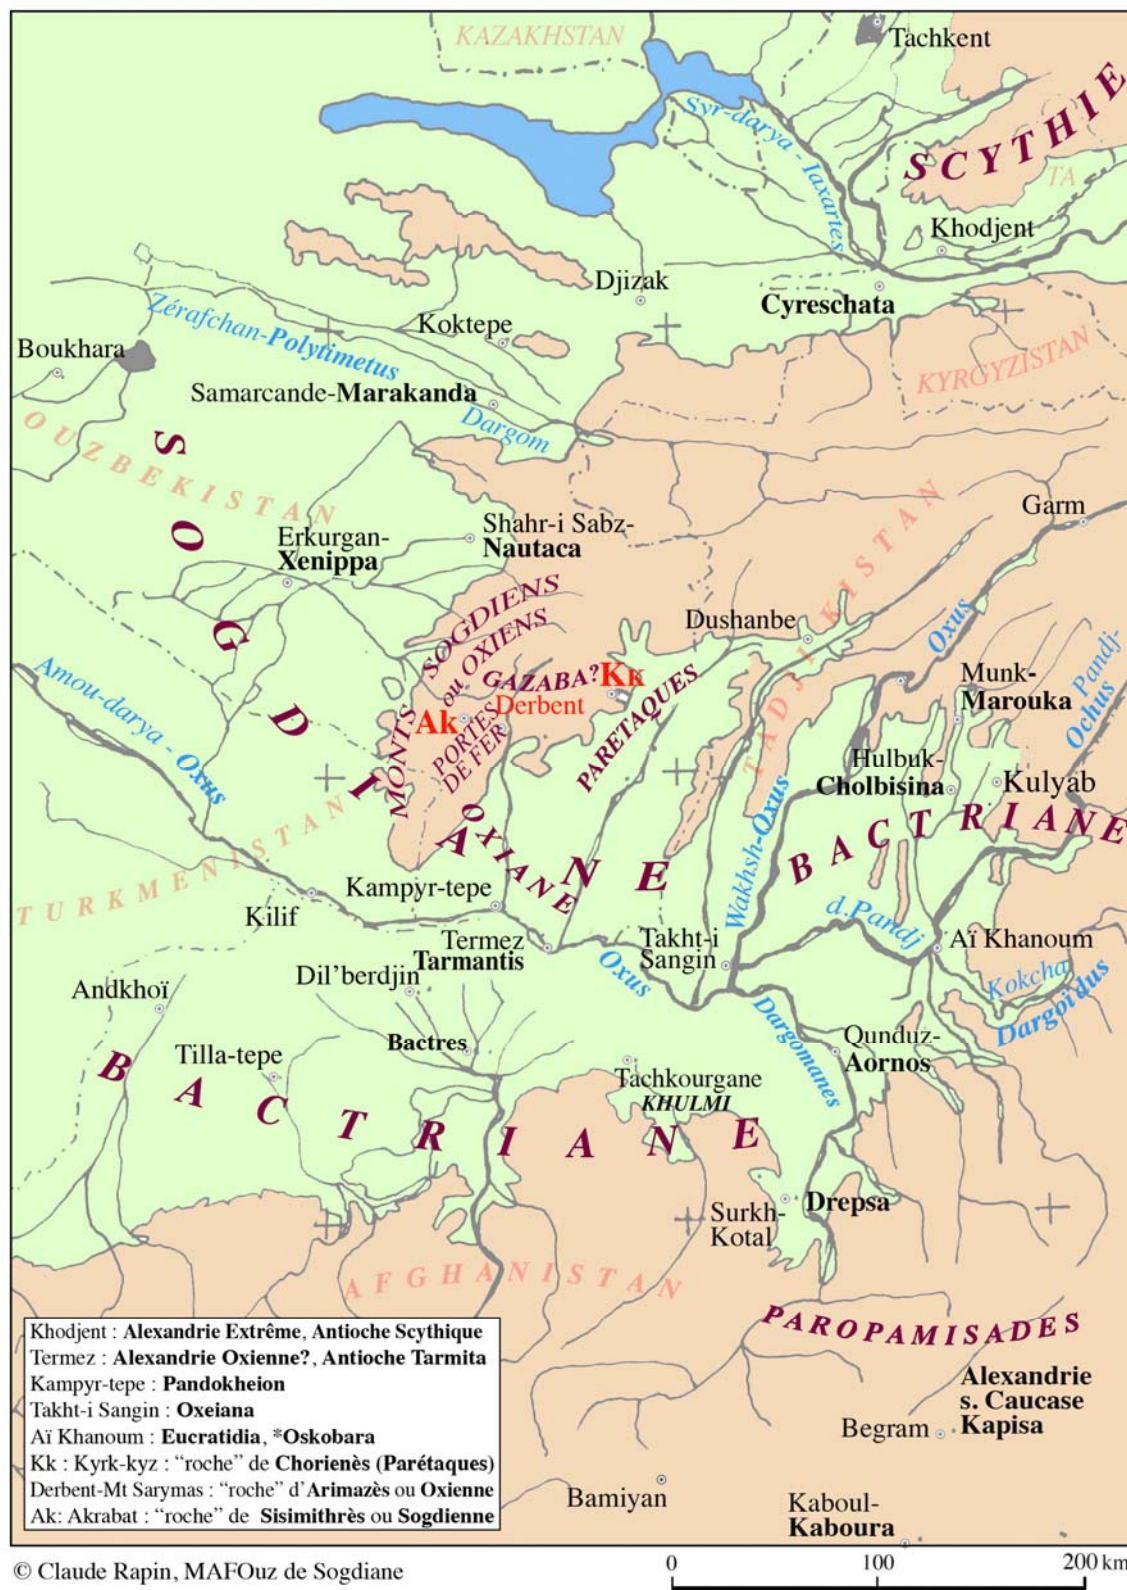 KAZAKHSTAN
Tachkent
SCYTHIE
TA
Syr-darya - Iaxartes
Khodjent
Djizak
Cyreschata
Zérafchan-Polytimetus
Koktepe
Boukhara
KYRGYZISTAN
Samarcande-Marakanda
Dargom
OUZBEKISTAN
SOGDIANE
Garm
Shahr-i Sabz-
Nautaca
Erkurgan-
Xenippa
TADJIKISTAN
MONTS SOGDIENS
ou OXIENS
Dushanbe
Oxus
GAZABA?
Kk
Derbent
Ak
PORTES
DE FER
PARETAQUES
Munk-
Marouka
Pandj-
Ochus
Amou-darya - Oxus
Hulbuk-
Cholbisina
Kulyab
OXIANE
Wakhsh-Oxus
BACTRIANE
TURKMENISTAN
Kampyr-tepe
Kilif
d.Pandj
Termez
Tarmantis
Takht-i
Sangin
Aï Khanoum
Oxus
Dil’berdjin
Andkhoï
Kokcha
Dargoïdus
Dargomanes
Bactres
Qunduz-
Aornos
Tilla-tepe
Tachkourgane
KHULMI
BACTRIANE
Surkh-
Kotal
Drepsa
AFGHANISTAN
PAROPAMISADES
Khodjent : Alexandrie Extrême, Antioche Scythique
Termez : Alexandrie Oxienne?, Antioche Tarmita
Kampyr-tepe : Pandokheion
Takht-i Sangin : Oxeiana
Aï Khanoum : Eucratidia, *Oskobara
Kk : Kyrk-kyz : “roche” de Chorienès (Parétaques)
Derbent-Mt Sarymas : “roche” d’Arimazès ou Oxienne
Ak: Akrabat : “roche” de Sisimithrès ou Sogdienne
Alexandrie
s. Caucase
Kapisa
Begram
Bamiyan
Kaboul-
Kaboura
© Claude Rapin, MAFOuz de Sogdiane
0 100 200 km